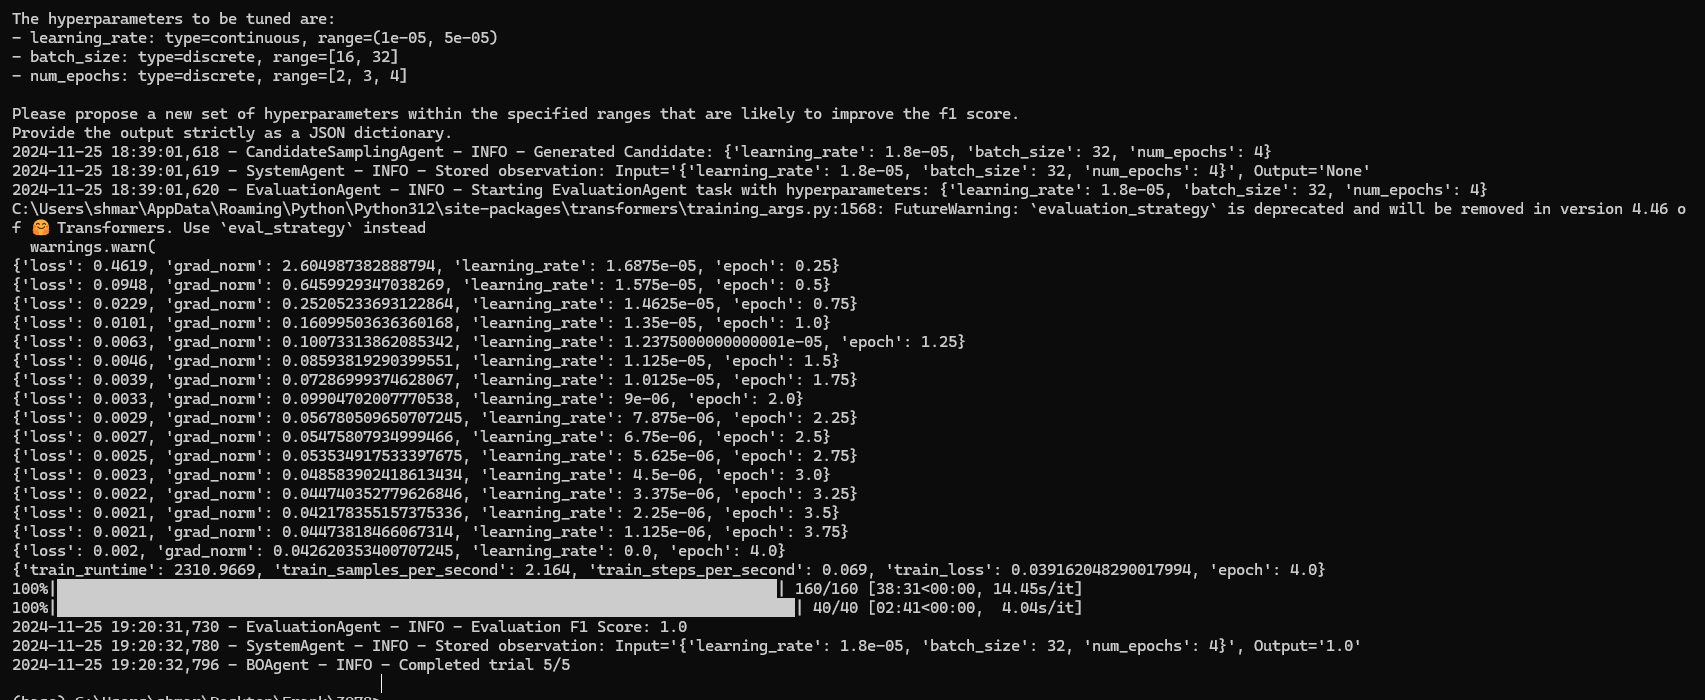 The hyperparameters to be tuned are:
- learning_rate: type=continuous, range=(1e-05, 5e-05)
- batch_size: type=discrete, range=[16, 32]
- num_epochs: type=discrete, range=[2, 3, 4]
Please propose a new set of hyperparameters within the specified ranges that are likely to improve the f1 score.
Provide the output strictly as a JSON dictionary.
2024-11-25 18:39:01,618 - CandidateSamplingAgent - INFO - Generated Candidate: {'learning_rate': 1.8e-05, 'batch_size': 32, 'num_epochs': 4}
2024-11-25 18:39:01,619 - SystemAgent - INFO - Stored observation: Input='{'learning_rate': 1.8e-05, 'batch_size': 32, 'num_epochs': 4}', Output='None'
2024-11-25 18:39:01,620 - EvaluationAgent - INFO - Starting EvaluationAgent task with hyperparameters: {'learning_rate': 1.8e-05, 'batch_size': 32, 'num_epochs': 4}
C:\Users\shmar\AppData\Roaming\Python\Python312\site-packages\transformers\training_args.py:1568: FutureWarning: `evaluation_strategy` is deprecated and will be removed in version 4.46 o
f 🤗 Transformers. Use `eval_strategy` instead
  warnings.warn(
{'loss': 0.4619, 'grad_norm': 2.604987382888794, 'learning_rate': 1.6875e-05, 'epoch': 0.25}
{'loss': 0.0948, 'grad_norm': 0.6459929347038269, 'learning_rate': 1.575e-05, 'epoch': 0.5}
{'loss': 0.0229, 'grad_norm': 0.25205233693122864, 'learning_rate': 1.4625e-05, 'epoch': 0.75}
{'loss': 0.0101, 'grad_norm': 0.16099503636360168, 'learning_rate': 1.35e-05, 'epoch': 1.0}
{'loss': 0.0063, 'grad_norm': 0.10073313862085342, 'learning_rate': 1.2375000000000001e-05, 'epoch': 1.25}
{'loss': 0.0046, 'grad_norm': 0.08593819290399551, 'learning_rate': 1.125e-05, 'epoch': 1.5}
{'loss': 0.0039, 'grad_norm': 0.07286999374628067, 'learning_rate': 1.0125e-05, 'epoch': 1.75}
{'loss': 0.0033, 'grad_norm': 0.09904702007770538, 'learning_rate': 9e-06, 'epoch': 2.0}
{'loss': 0.0029, 'grad_norm': 0.056780509650707245, 'learning_rate': 7.875e-06, 'epoch': 2.25}
{'loss': 0.0027, 'grad_norm': 0.05475807934999466, 'learning_rate': 6.75e-06, 'epoch': 2.5}
{'loss': 0.0025, 'grad_norm': 0.053534917533397675, 'learning_rate': 5.625e-06, 'epoch': 2.75}
{'loss': 0.0023, 'grad_norm': 0.048583902418613434, 'learning_rate': 4.5e-06, 'epoch': 3.0}
{'loss': 0.0022, 'grad_norm': 0.044740352779626846, 'learning_rate': 3.375e-06, 'epoch': 3.25}
{'loss': 0.0021, 'grad_norm': 0.042178355157375336, 'learning_rate': 2.25e-06, 'epoch': 3.5}
{'loss': 0.0021, 'grad_norm': 0.04473818466067314, 'learning_rate': 1.125e-06, 'epoch': 3.75}
{'loss': 0.002, 'grad_norm': 0.042620353400707245, 'learning_rate': 0.0, 'epoch': 4.0}
{'train_runtime': 2310.9669, 'train_samples_per_second': 2.164, 'train_steps_per_second': 0.069, 'train_loss': 0.039162048290017994, 'epoch': 4.0}
100%| | 160/160 [38:31<00:00, 14.45s/it]
100%| | 40/40 [02:41<00:00,  4.04s/it]
2024-11-25 19:20:31,730 - EvaluationAgent - INFO - Evaluation F1 Score: 1.0
2024-11-25 19:20:32,780 - SystemAgent - INFO - Stored observation: Input='{'learning_rate': 1.8e-05, 'batch_size': 32, 'num_epochs': 4}', Output='1.0'
2024-11-25 19:20:32,796 - BOAgent - INFO - Completed trial 5/5